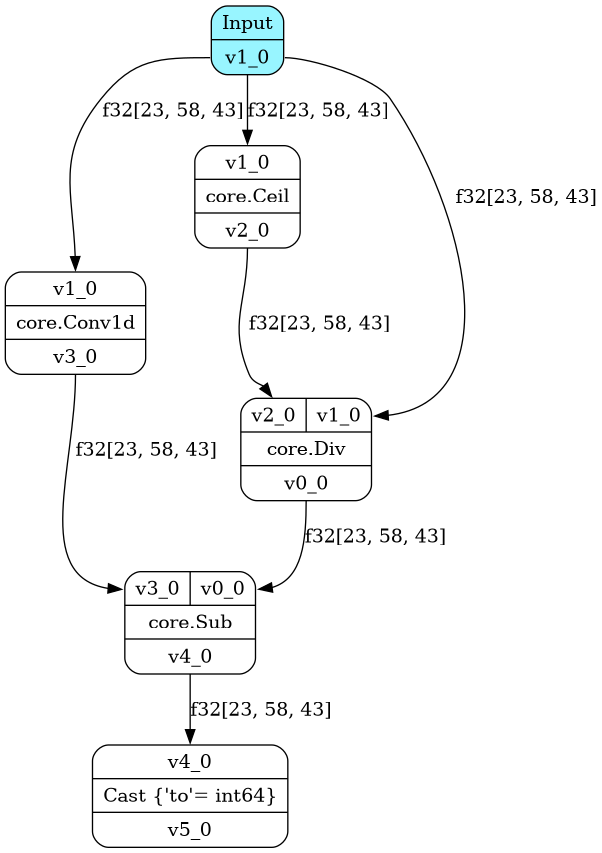 Input
v1_0
f32[23, 58, 43]
f32[23, 58, 43]
v1_0
core.Ceil
v2_0
f32[23, 58, 43]
v1_0
core.Conv1d
v3_0
f32[23, 58, 43]
v2_0 v1_0
core.Div
v0_0
f32[23, 58, 43]
f32[23, 58, 43]
v3_0 v0_0
core.Sub
v4_0
f32[23, 58, 43]
v4_0
Cast {'to'= int64}
v5_0